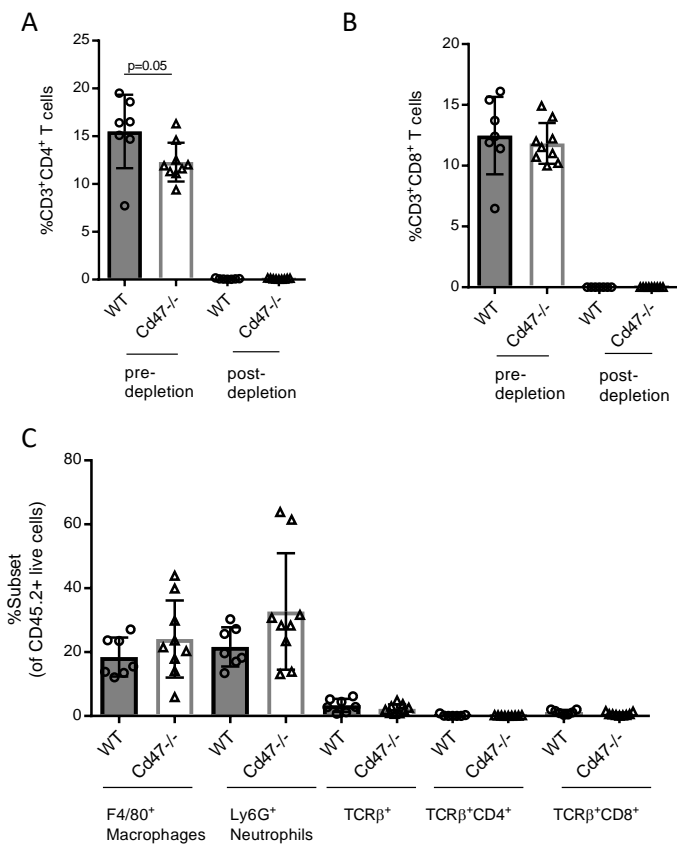 A
%CD3⁺CD4⁺ T cells
25
20
15
10
5
0
p=0.05
WT
Cd47-/-
WT
Cd47-/-
pre-
depletion
post-
depletion
B
%CD3⁺CD8⁺ T cells
20
15
10
5
0
WT
Cd47-/-
WT
Cd47-/-
pre-
depletion
post-
depletion
C
%Subset
(of CD45.2+ live cells)
80
60
40
20
0
WT
Cd47-/-
WT
Cd47-/-
WT
Cd47-/-
WT
Cd47-/-
WT
Cd47-/-
F4/80⁺
Macrophages
Ly6G⁺
Neutrophils
TCRβ⁺
TCRβ⁺CD4⁺
TCRβ⁺CD8⁺